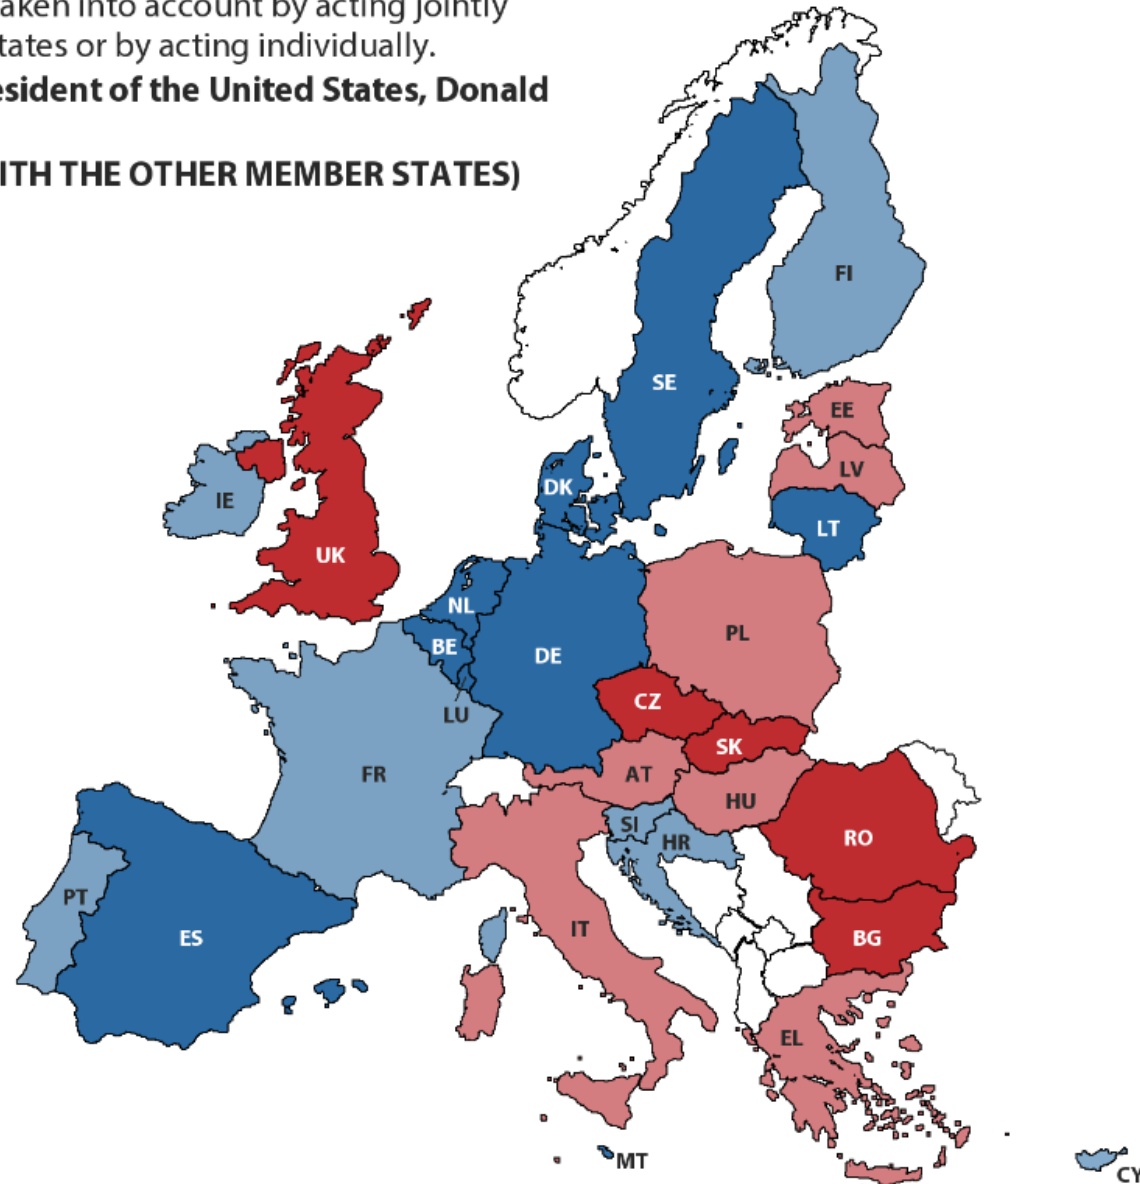 taken into account by acting jointly
tates or by acting individually.
esident of the United States, Donald
ITH THE OTHER MEMBER STATES)
FI
SE
EE
LV
DK
IE
LT
UK
NL
PL
BE
DE
CZ
LU
SK
FR
AT
HU
SI
HR
RO
PT
IT
ES
BG
EL
MT
CY